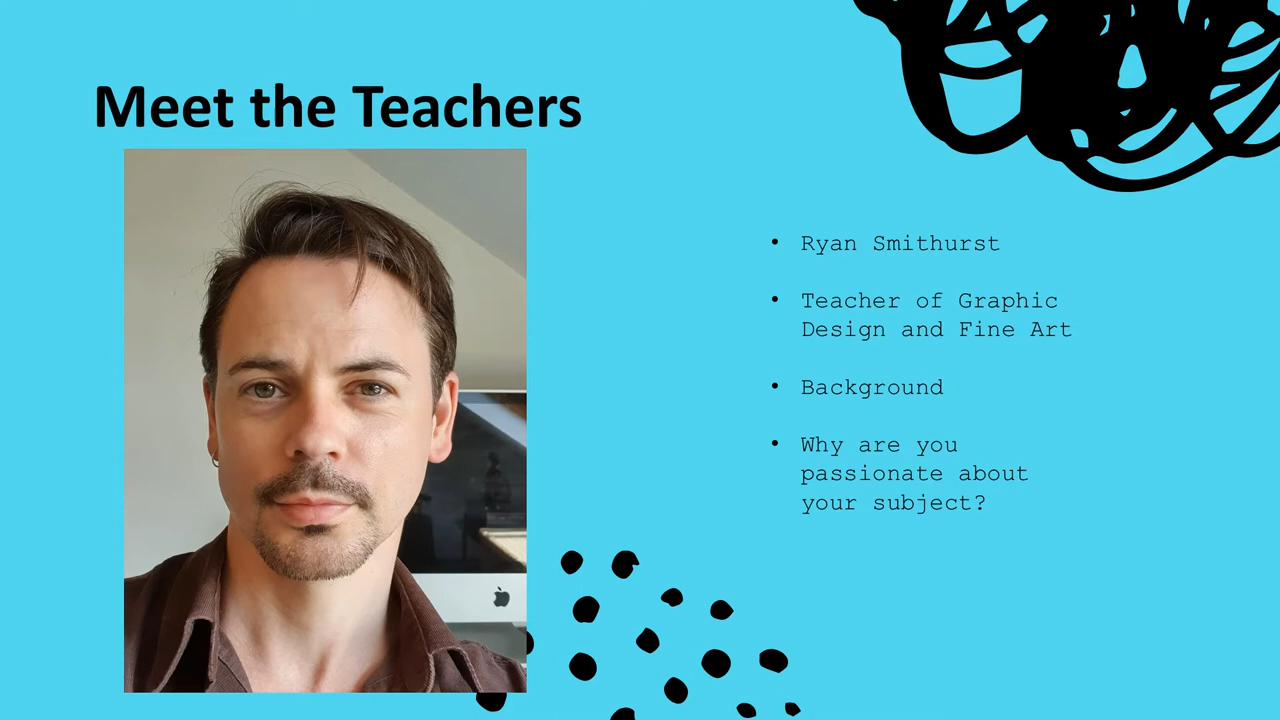 Meet the Teachers
• Ryan Smithurst
• Teacher of Graphic
Design and Fine Art
• Background
• Why are you
passionate about
your subject?